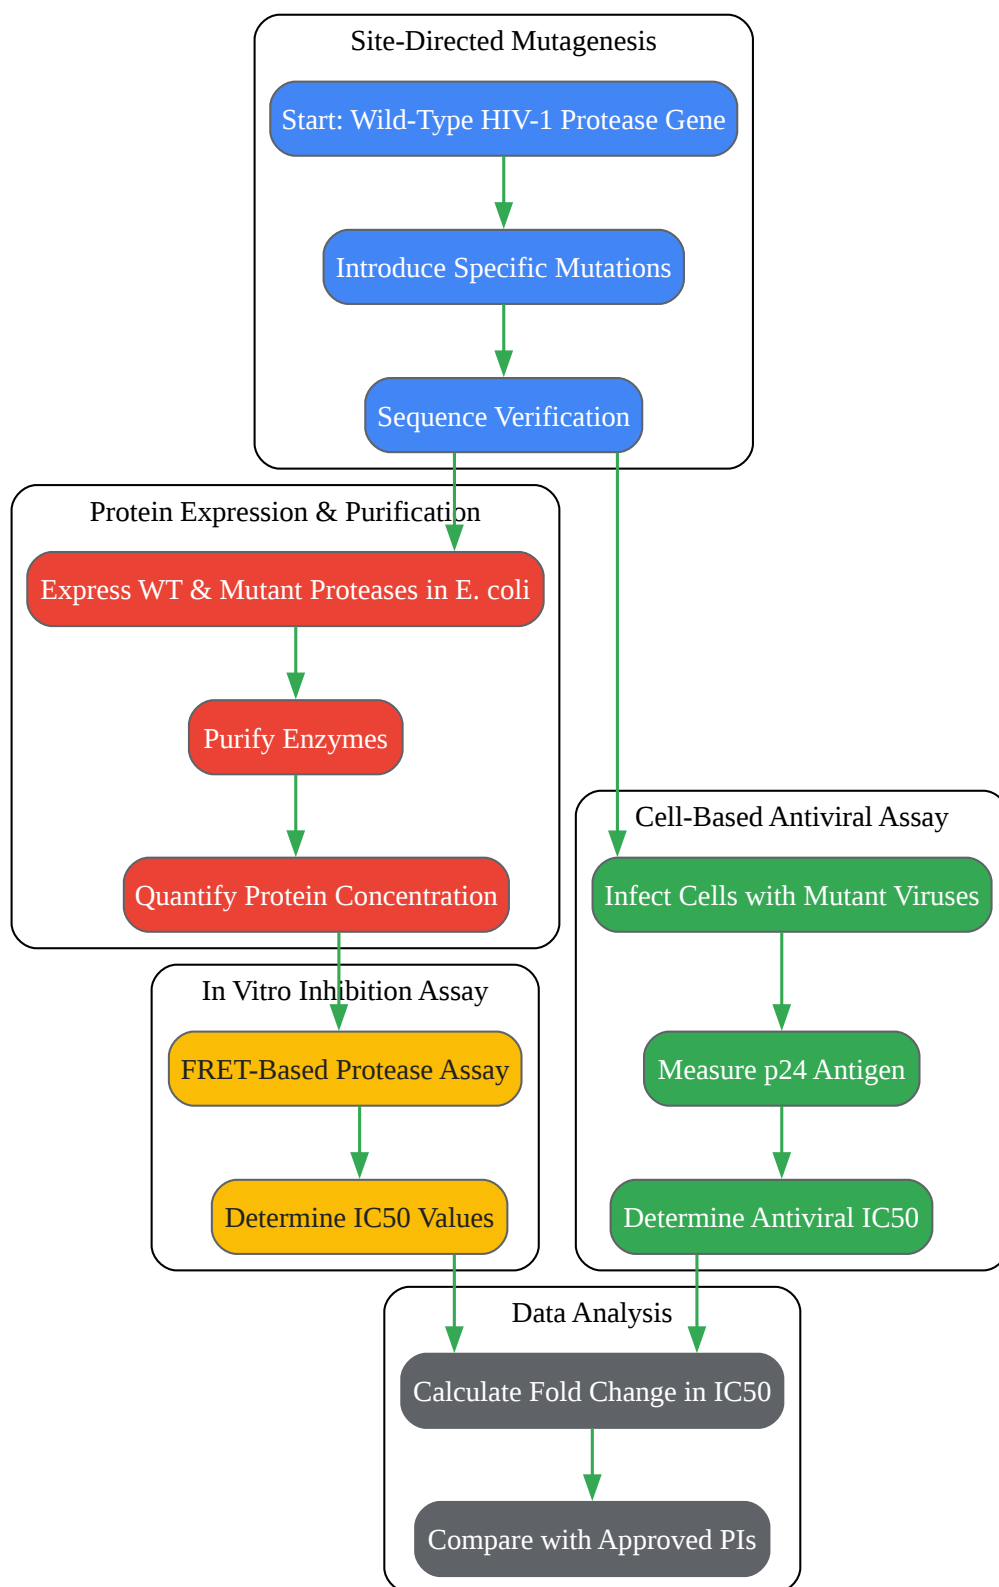 Site-Directed Mutagenesis
Start: Wild-Type HIV-1 Protease Gene
Introduce Specific Mutations
Sequence Verification
Protein Expression & Purification
Express WT & Mutant Proteases in E. coli
Purify Enzymes
Quantify Protein Concentration
In Vitro Inhibition Assay
FRET-Based Protease Assay
Determine IC50 Values
Cell-Based Antiviral Assay
Infect Cells with Mutant Viruses
Measure p24 Antigen
Determine Antiviral IC50
Data Analysis
Calculate Fold Change in IC50
Compare with Approved PIs